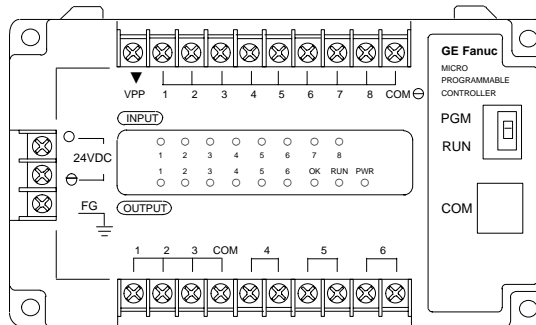 GE Fanuc
MICRO
PROGRAMMABLE
CONTROLLER
VPP 1 2 3 4 5 6 7 8 COM
INPUT
PGM
RUN
24VDC
1 2 3 4 5 6 7 8
1 2 3 4 5 6 OK RUN PWR
FG
OUTPUT
COM
1 2 3 COM 4 5 6